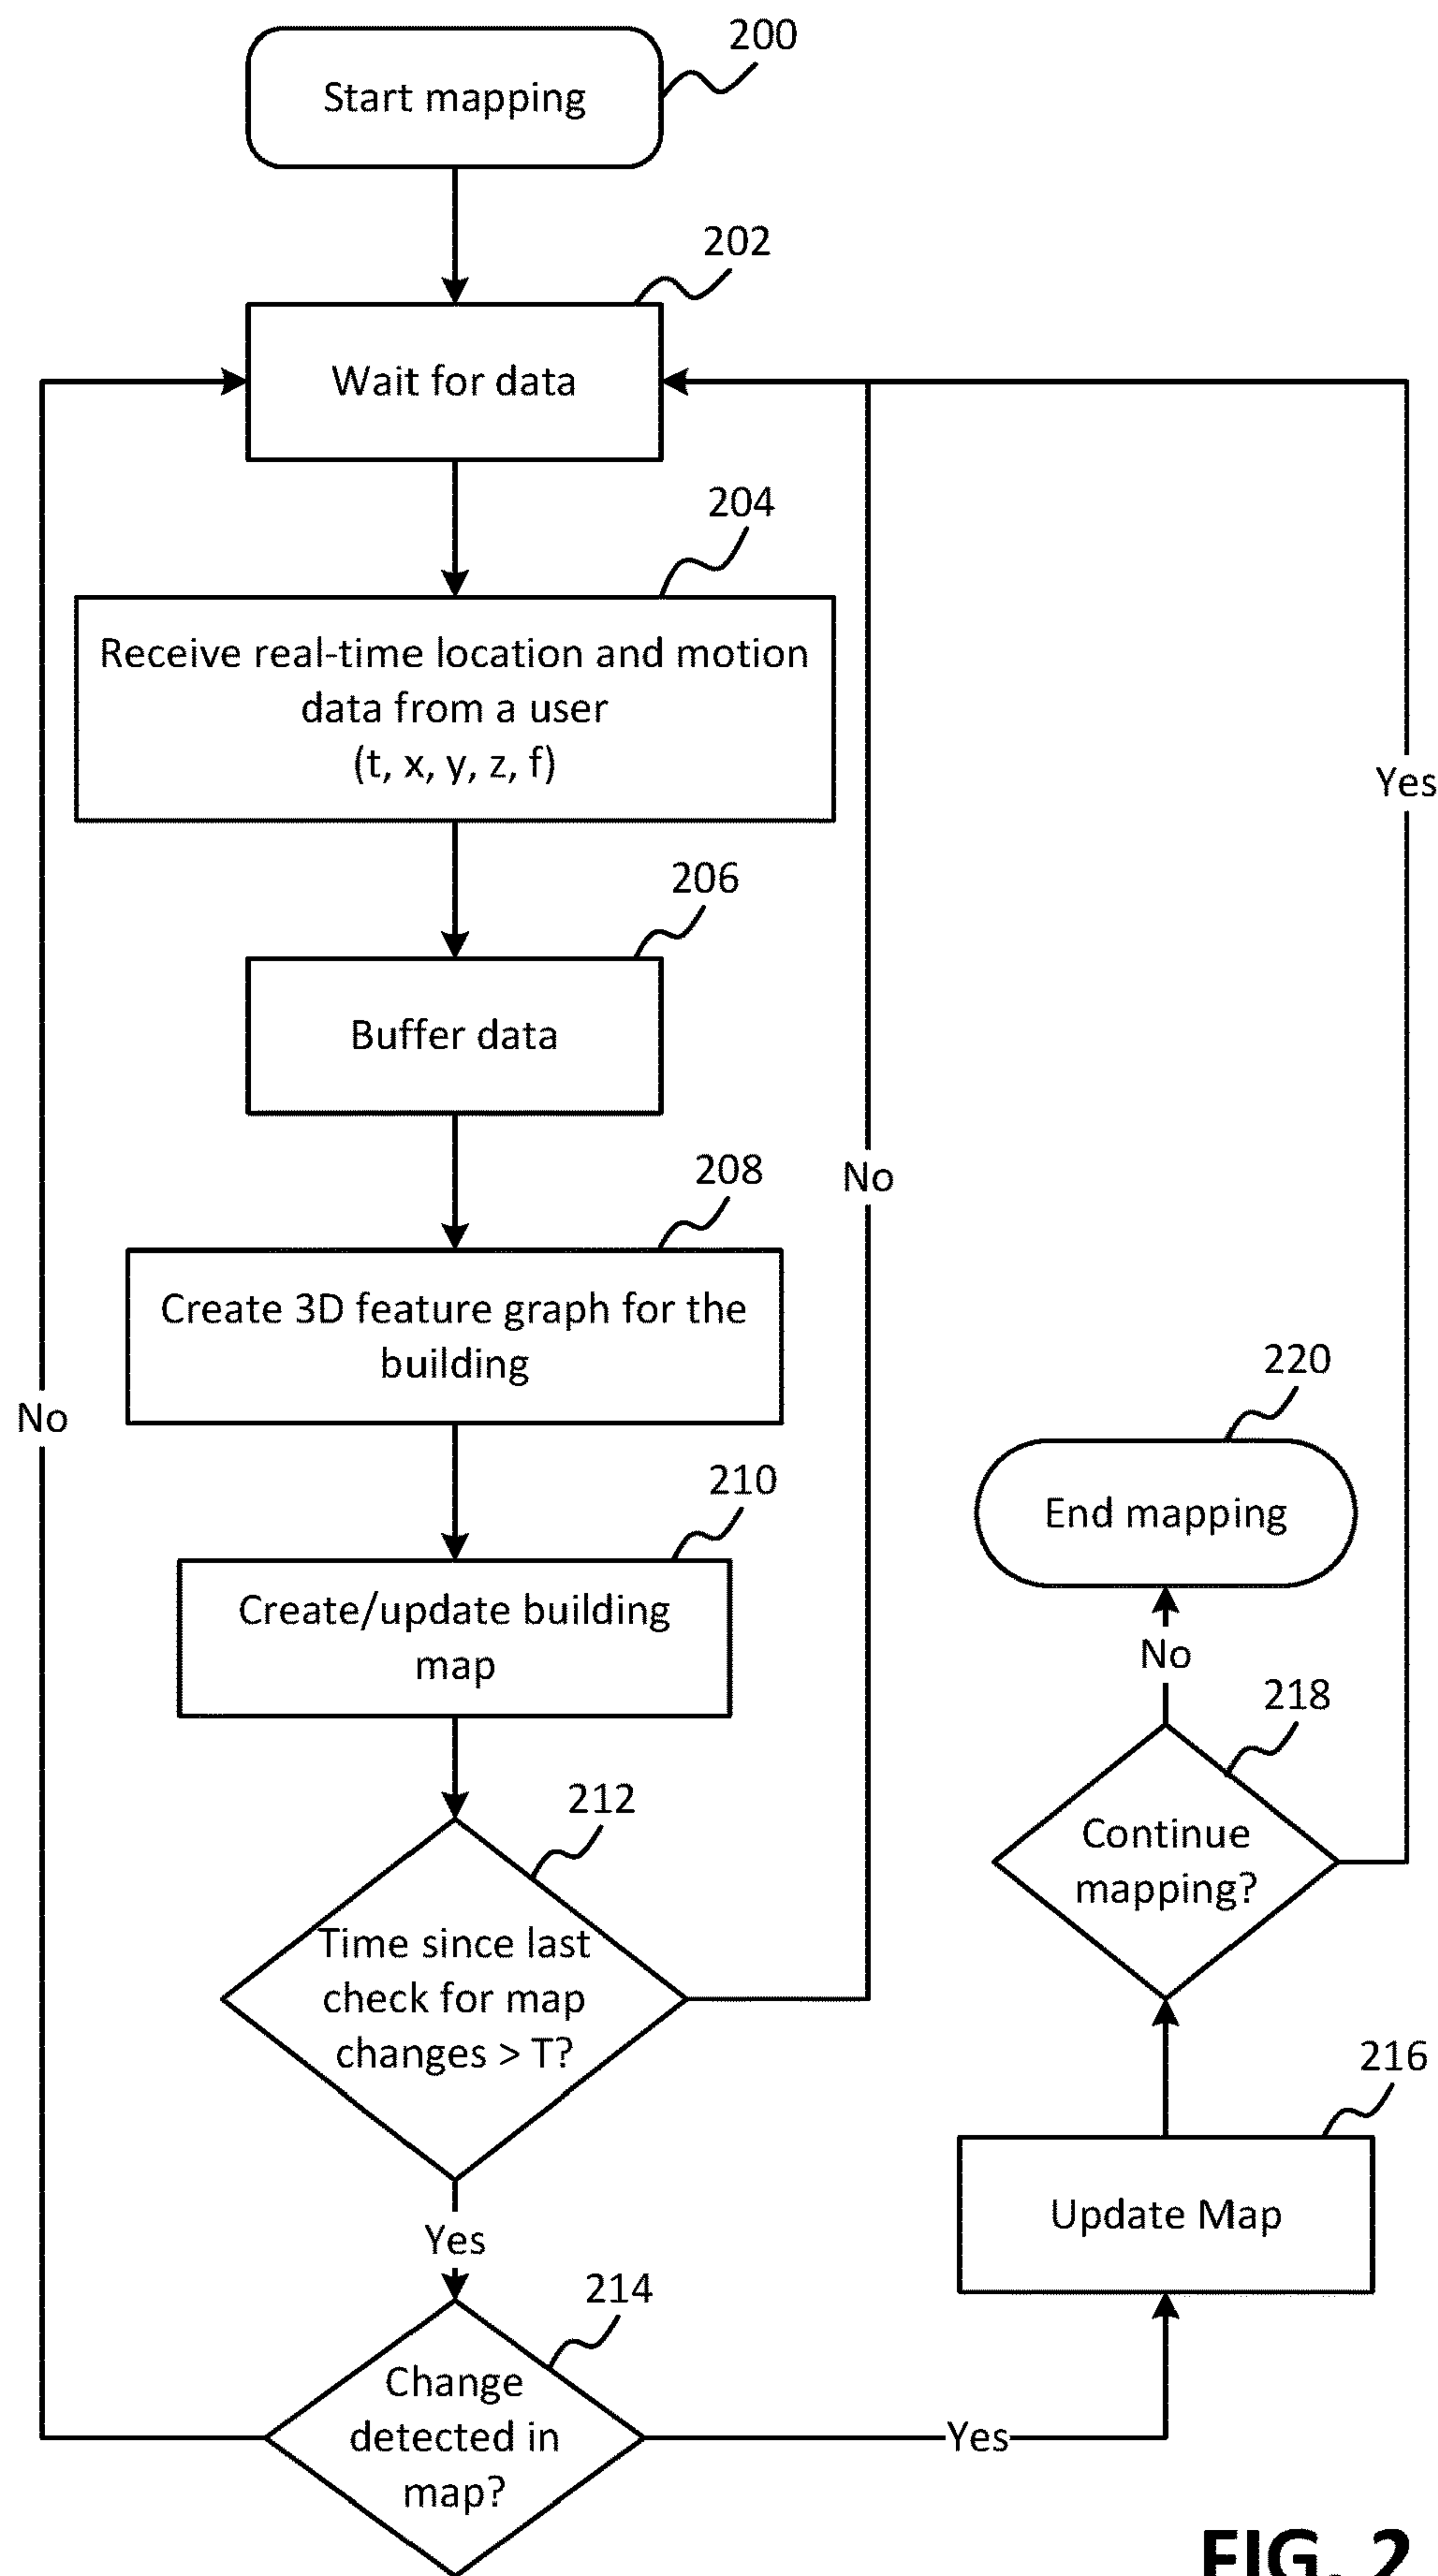 200
Start mapping
202
Wait for data
204
Receive real-time location and motion
data from a user
(t, x, y, z, f)
Yes
206
Buffer data
208
No
Create 3D feature graph for the
building
220
No
210
End mapping
Create/update building
map
No
218
212
Continue
mapping?
Time since last
check for map
changes > T?
216
Update Map
Yes
214
Change
detected in
map?
Yes
FIG. 2